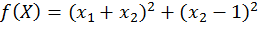 f(X) = (x₁ + x₂)² + (x₂ − 1)²